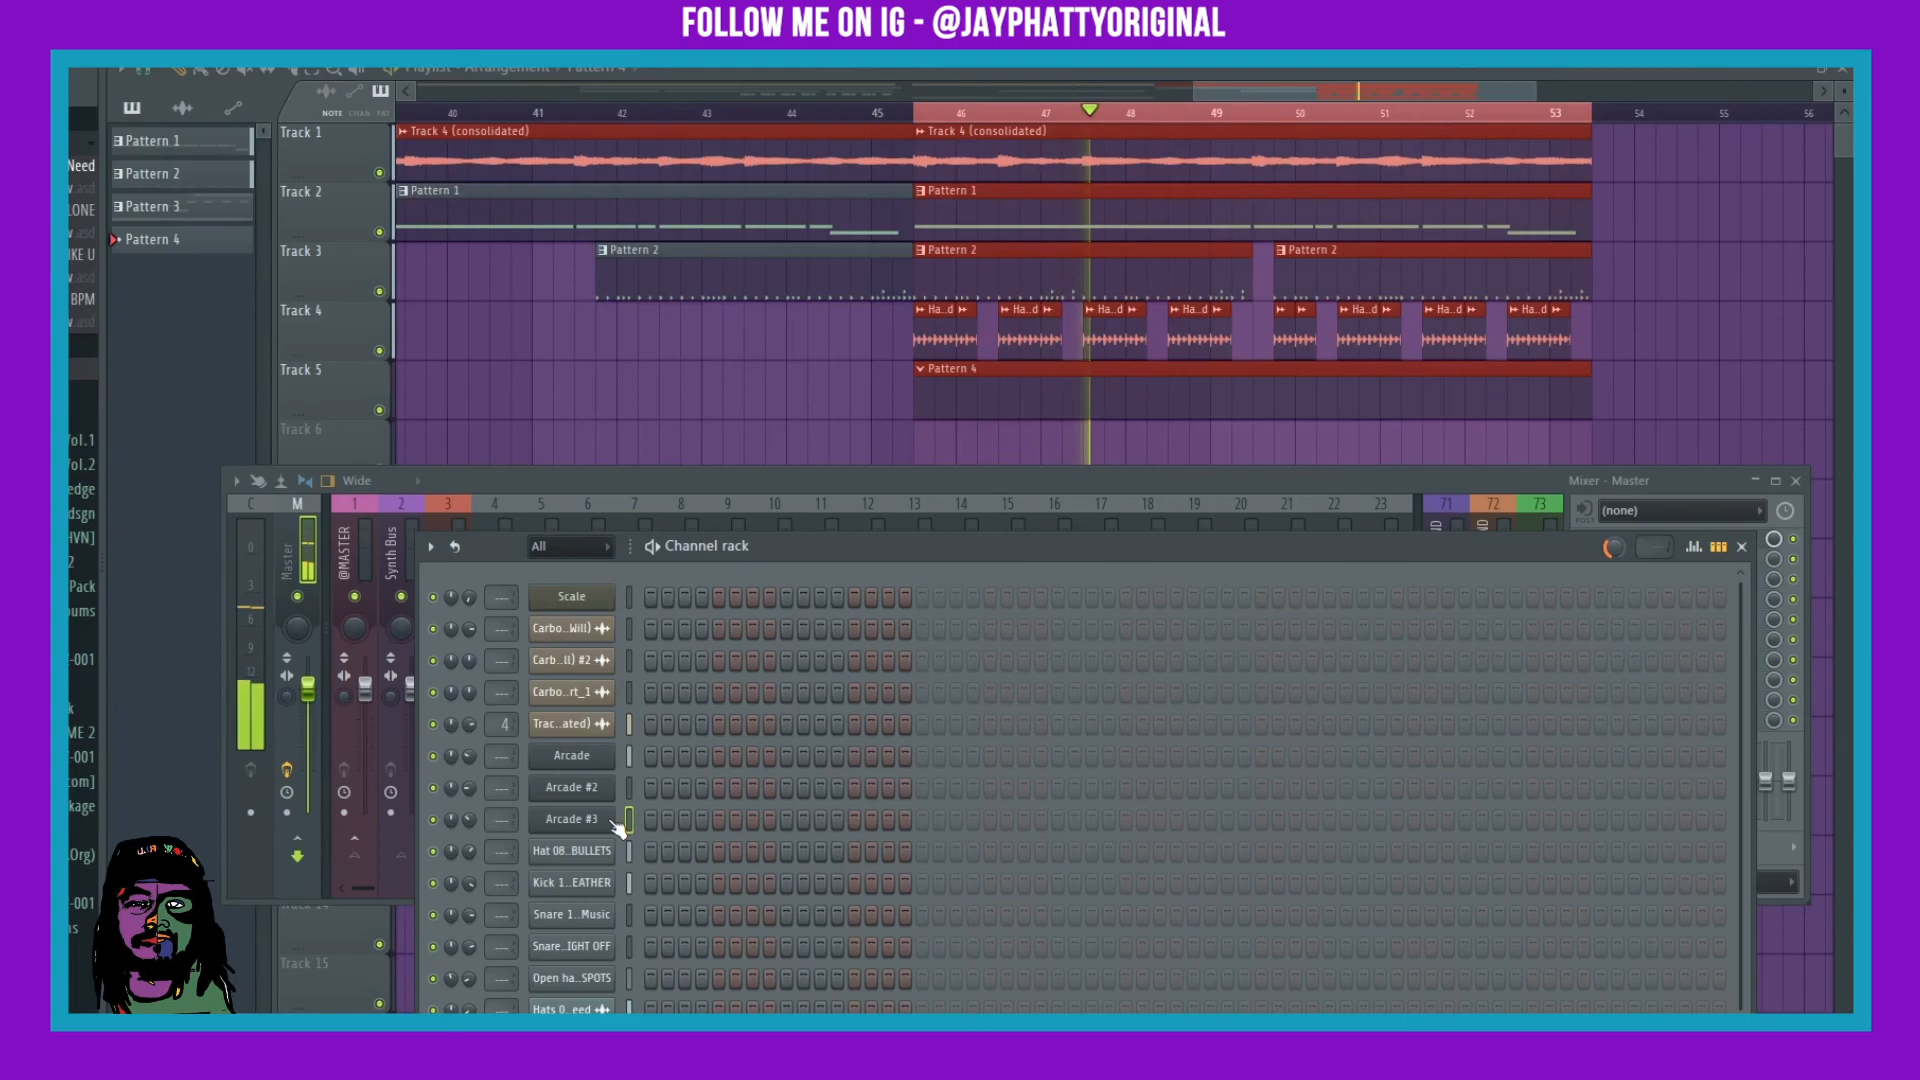 FOLLOW ME ON IG - @JAYPHATTYORIGINAL
Playlist - Arrangement Pattern 4
NOTE CHAN PAT
40 41 42 43 44 45 46 47 48 49 50 51 52 53 54 55 56
Pattern 1
Pattern 2
Pattern 3
Pattern 4
Need
.asd
LONE
.asd
IKE U
.asd
BPM
.asd
Track 1
Track 4 (consolidated)
Track 4 (consolidated)
Track 2
Pattern 1
Pattern 1
Track 3
Pattern 2
Pattern 2
Pattern 2
Track 4
Ha..d
Ha..d
Ha..d
Ha..d
Ha..d
Ha..d
Ha..d
Track 5
Pattern 4
Track 6
ol.1
ol.2
edge
dsgn
HVN]
2
Pack
oums
-001
ME 2
-001
com]
kage
.Org)
-001
ns
Wide
Mixer - Master
C M 1 2 3 4 5 6 7 8 9 10 11 12 13 14 15 16 17 18 19 20 21 22 23 71 72 73
(none)
POST
0
3
6
9
12
Master
@MASTER
Synth Bus
All
Channel rack
Scale
Carbo..Will)
Carb..ll) #2
Carbo..rt_1
4 Trac..ated)
Arcade
Arcade #2
Arcade #3
Hat 08..BULLETS
Kick 1..EATHER
Snare 1..Music
Snare..IGHT OFF
Open ha..SPOTS
Hats 0..eed
Track 15